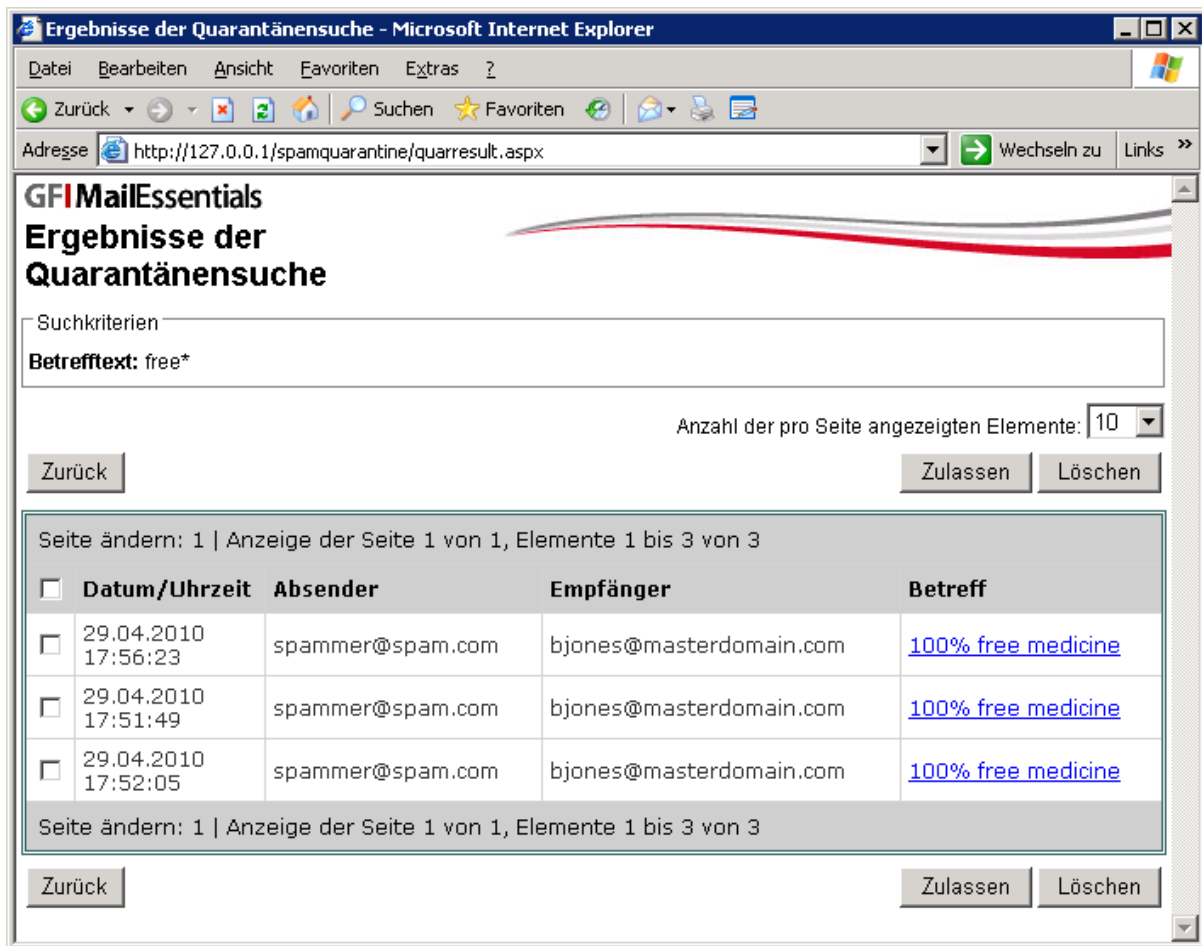 Ergebnisse der Quarantänensuche - Microsoft Internet Explorer
Datei Bearbeiten Ansicht Favoriten Extras ?
Zurück Suchen Favoriten
Adresse http://127.0.0.1/spamquarantine/quarresult.aspx Wechseln zu Links »
GFI MailEssentials
Ergebnisse der
Quarantänensuche
Suchkriterien
Betrefftext: free*
Anzahl der pro Seite angezeigten Elemente: 10
Zurück Zulassen Löschen
Seite ändern: 1 | Anzeige der Seite 1 von 1, Elemente 1 bis 3 von 3
Datum/Uhrzeit Absender Empfänger Betreff
29.04.2010
17:56:23 spammer@spam.com bjones@masterdomain.com 100% free medicine
29.04.2010
17:51:49 spammer@spam.com bjones@masterdomain.com 100% free medicine
29.04.2010
17:52:05 spammer@spam.com bjones@masterdomain.com 100% free medicine
Seite ändern: 1 | Anzeige der Seite 1 von 1, Elemente 1 bis 3 von 3
Zurück Zulassen Löschen